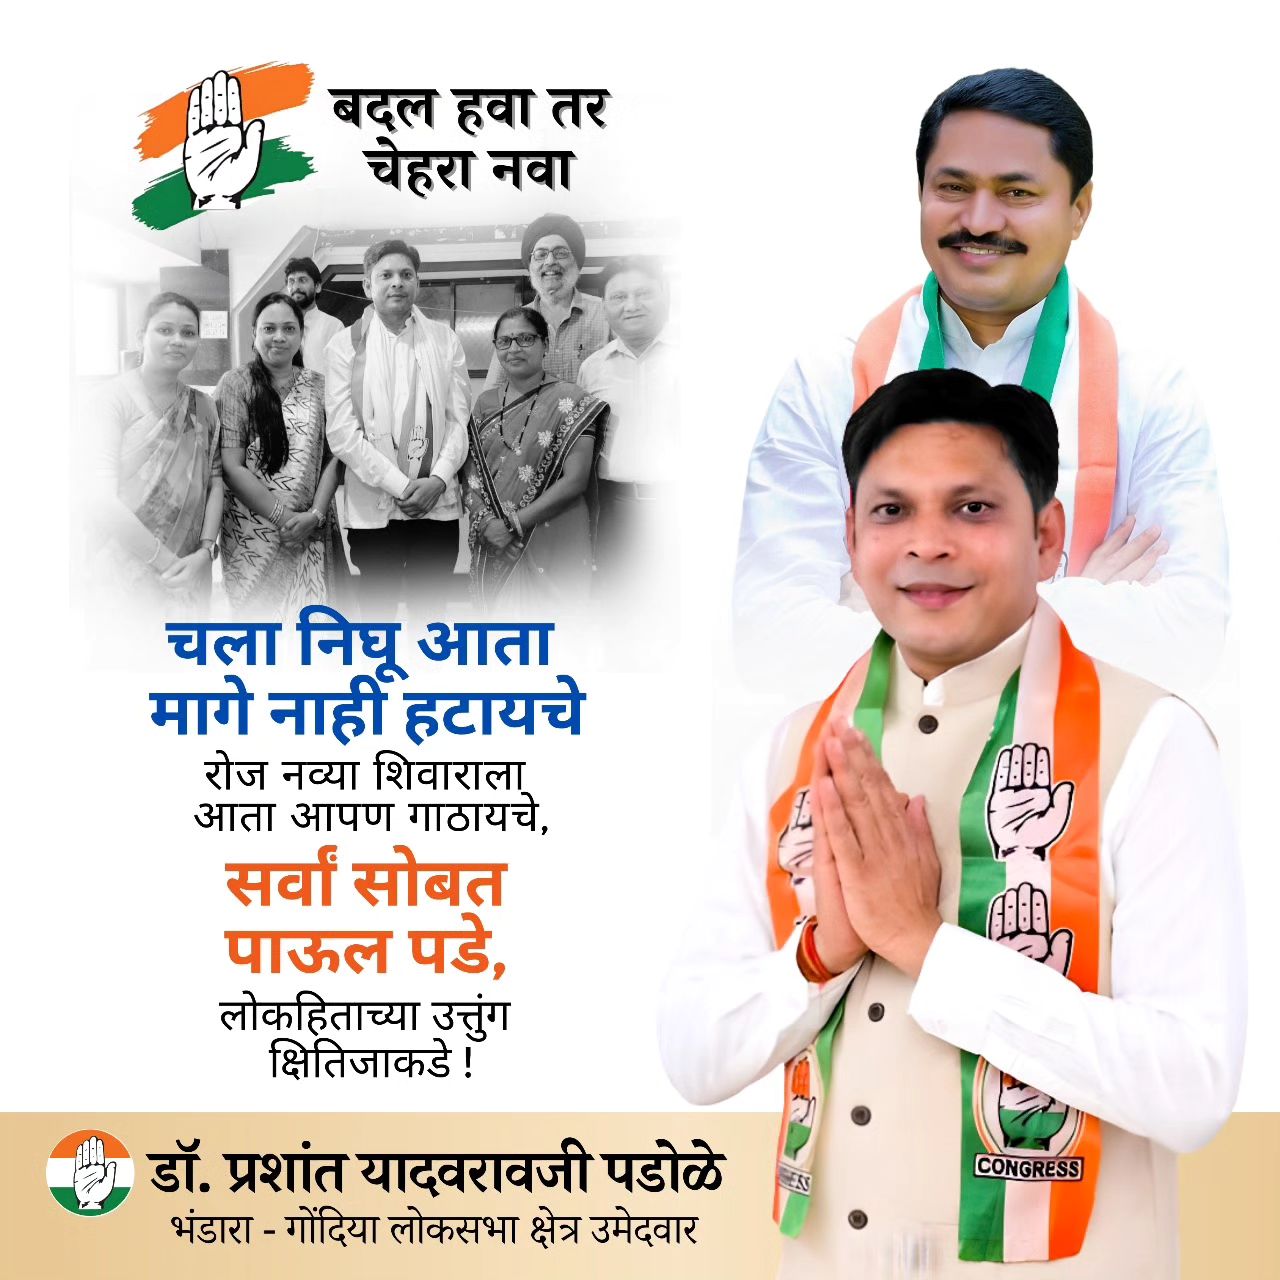 बदल हवा तर
चेहरा नवा
चला निघू आता
मागे नाही हटायचे
रोज नव्या शिवाराला
आता आपण गाठायचे,
सर्वां सोबत
पाऊल पडे,
लोकहिताच्या उत्तुंग
क्षितिजाकडे !
CONGRESS
डॉ. प्रशांत यादवरावजी पडोळे
भंडारा - गोंदिया लोकसभा क्षेत्र उमेदवार